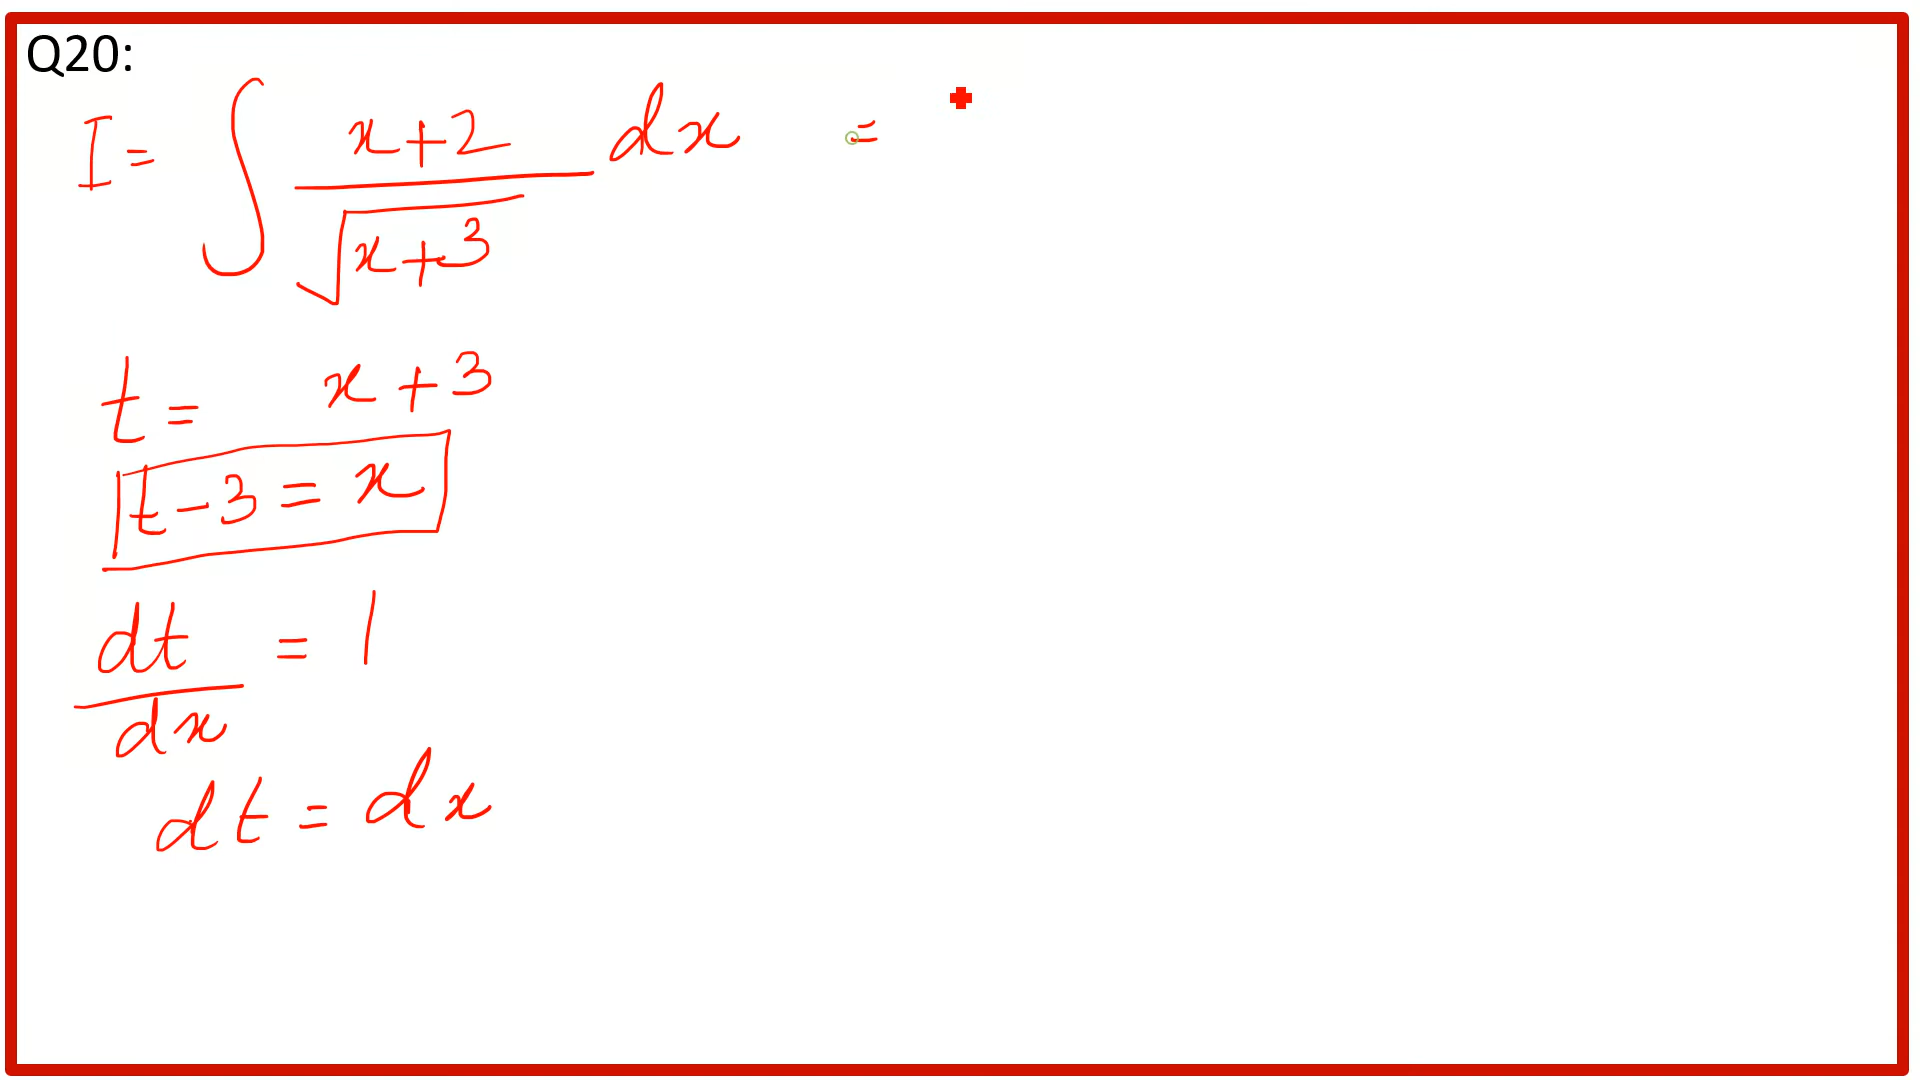 Q20:
I = ∫ x+2 / √x+3 dx =
t = x+3
t-3 = x
dt/dx = 1
dt = dx